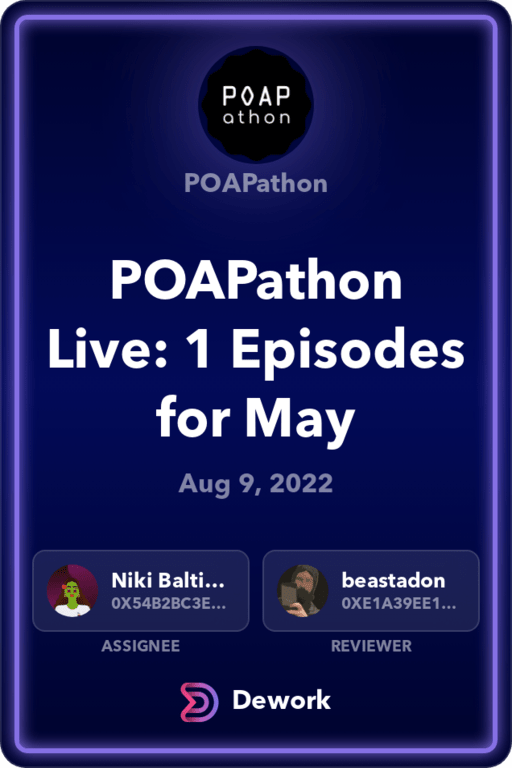 POAP
athon
POAPathon
POAPathon
Live: 1 Episodes
for May
Aug 9, 2022
Niki Balti...
0X54B2BC3E...
ASSIGNEE
beastadon
0XE1A39EE1...
REVIEWER
Dework